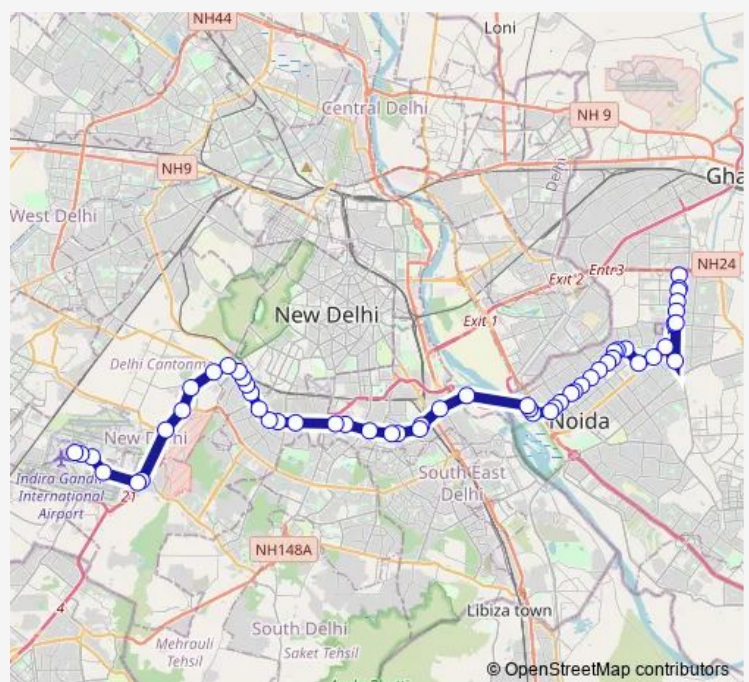 NH44
Loni
Central Delhi
NH 9
Delhi
NH9
Gha
West Delhi
NH24
Entr3
Exit 2
New Delhi
Exit 1
Delhi Cantonm
Noida
New D
Indira Gand
International
Airport
21
South East
Delhi
NH148A
4
Libiza town
South Delhi
Mehrauli
Tehsil
Saket Tehsil
© OpenStreetMap contributors